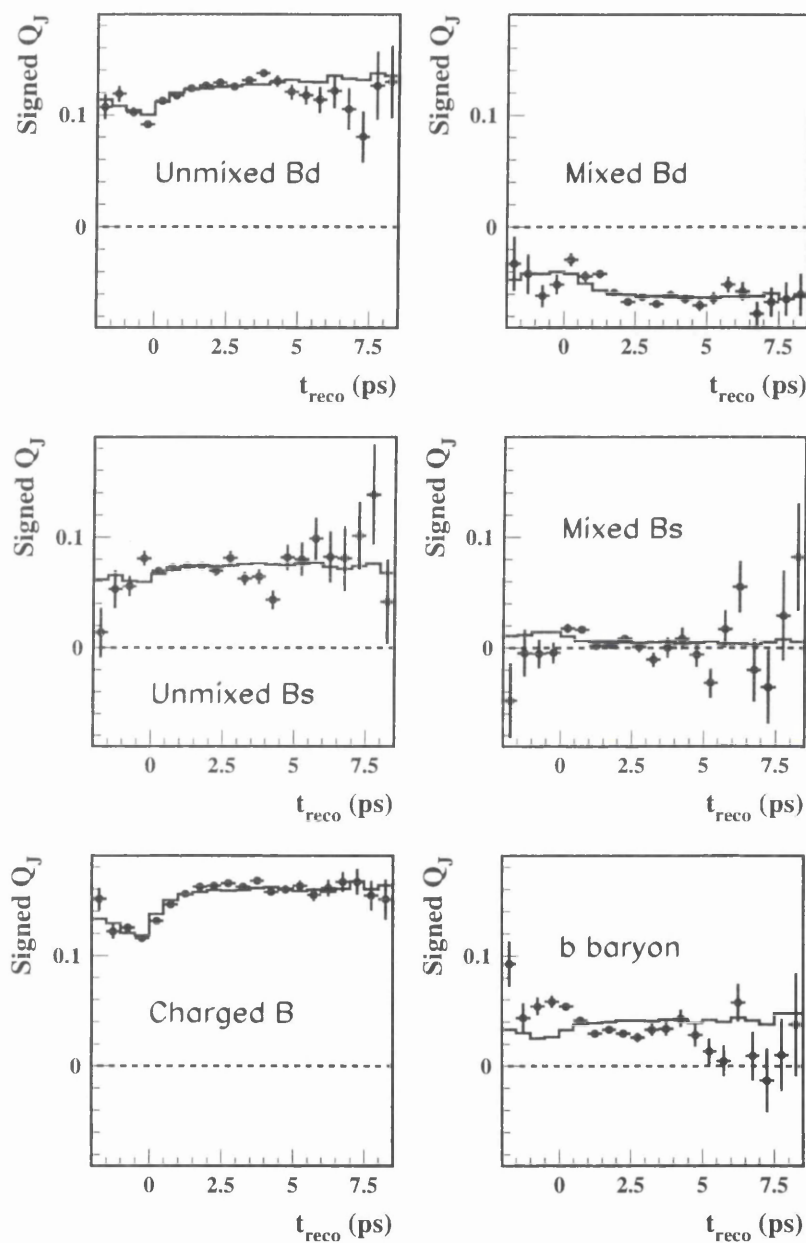 Signed Q_J
0.1
0
Unmixed Bd
0 2.5 5 7.5
t_reco (ps)
Signed Q_J
0.1
0
Mixed Bd
0 2.5 5 7.5
t_reco (ps)
Signed Q_J
0.1
0
Unmixed Bs
0 2.5 5 7.5
t_reco (ps)
Signed Q_J
0.1
0
Mixed Bs
0 2.5 5 7.5
t_reco (ps)
Signed Q_J
0.1
0
Charged B
0 2.5 5 7.5
t_reco (ps)
Signed Q_J
0.1
0
b baryon
0 2.5 5 7.5
t_reco (ps)